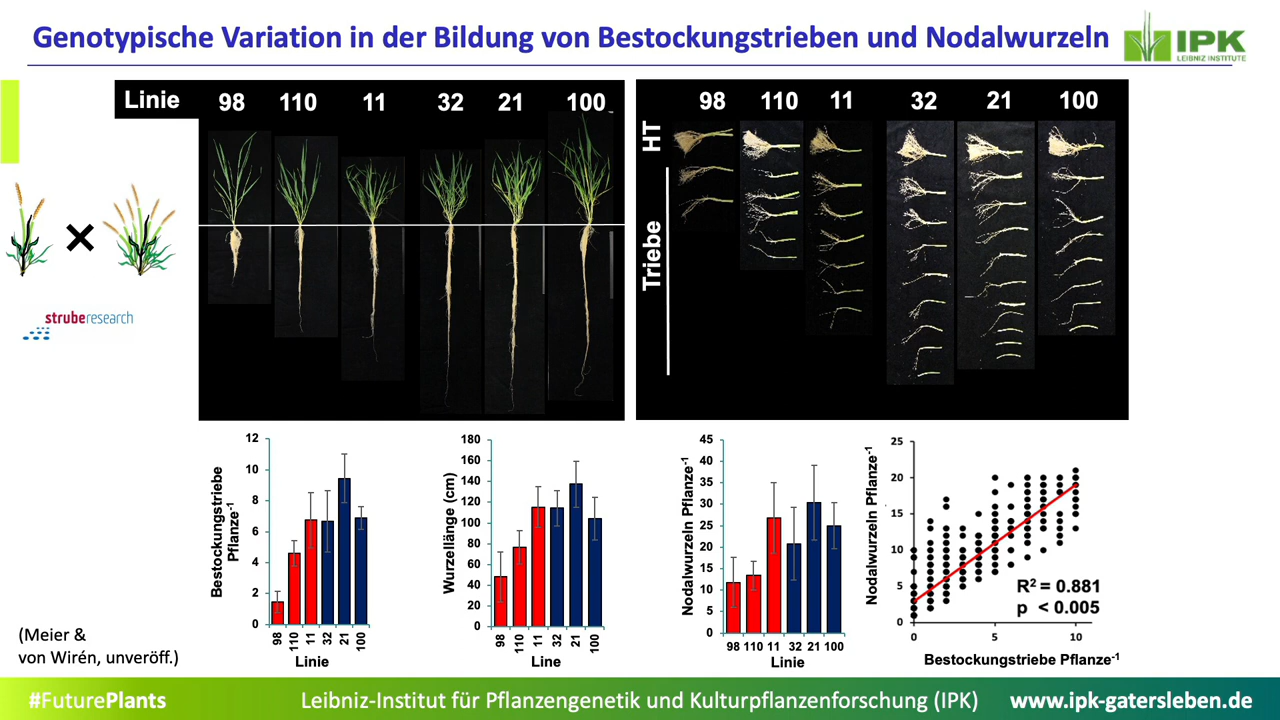 Genotypische Variation in der Bildung von Bestockungstrieben und Nodalwurzeln
IPK
LEIBNIZ INSTITUTE
Linie 98 110 11 32 21 100
98 110 11 32 21 100
HT
Triebe
×
struberesearch
Bestockungstriebe Pflanze-1
12
10
8
6
4
2
0
98 110 11 32 21 100
Linie
Wurzellänge (cm)
180
160
140
120
100
80
60
40
20
0
98 110 11 32 21 100
Line
Nodalwurzeln Pflanze-1
45
40
35
30
25
20
15
10
5
0
98 110 11 32 21 100
Linie
Nodalwurzeln Pflanze-1
25
20
15
10
5
0
R2 = 0.881
p < 0.005
0 5 10
Bestockungstriebe Pflanze-1
(Meier &
von Wirén, unveröff.)
#FuturePlants Leibniz-Institut für Pflanzengenetik und Kulturpflanzenforschung (IPK) www.ipk-gatersleben.de